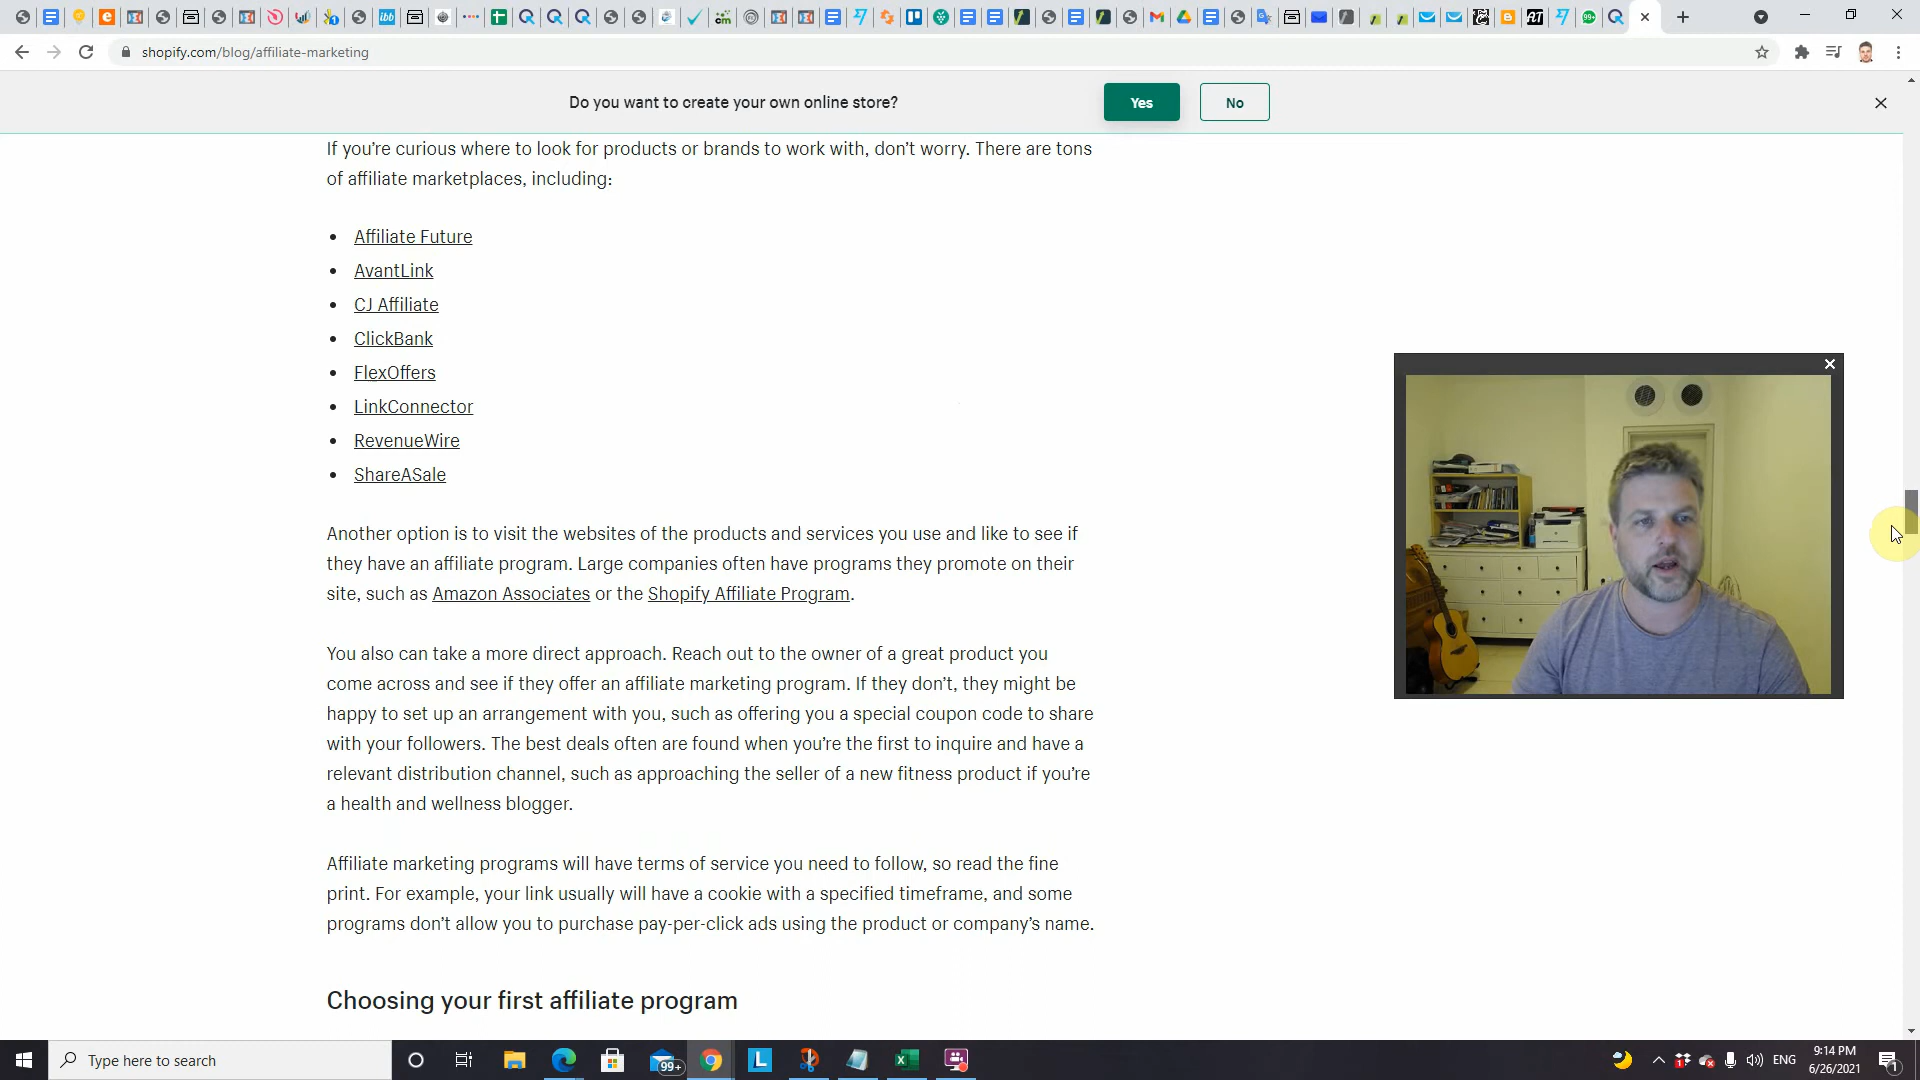 shopify.com/blog/affiliate-marketing
Do you want to create your own online store?
Yes
No
If you’re curious where to look for products or brands to work with, don’t worry. There are tons
of affiliate marketplaces, including:
• Affiliate Future
• AvantLink
• CJ Affiliate
• ClickBank
• FlexOffers
• LinkConnector
• RevenueWire
• ShareASale
Another option is to visit the websites of the products and services you use and like to see if
they have an affiliate program. Large companies often have programs they promote on their
site, such as Amazon Associates or the Shopify Affiliate Program.
You also can take a more direct approach. Reach out to the owner of a great product you
come across and see if they offer an affiliate marketing program. If they don’t, they might be
happy to set up an arrangement with you, such as offering you a special coupon code to share
with your followers. The best deals often are found when you’re the first to inquire and have a
relevant distribution channel, such as approaching the seller of a new fitness product if you’re
a health and wellness blogger.
Affiliate marketing programs will have terms of service you need to follow, so read the fine
print. For example, your link usually will have a cookie with a specified timeframe, and some
programs don’t allow you to purchase pay-per-click ads using the product or company’s name.
Choosing your first affiliate program
Type here to search
99+
L
ENG
9:14 PM
6/26/2021
1